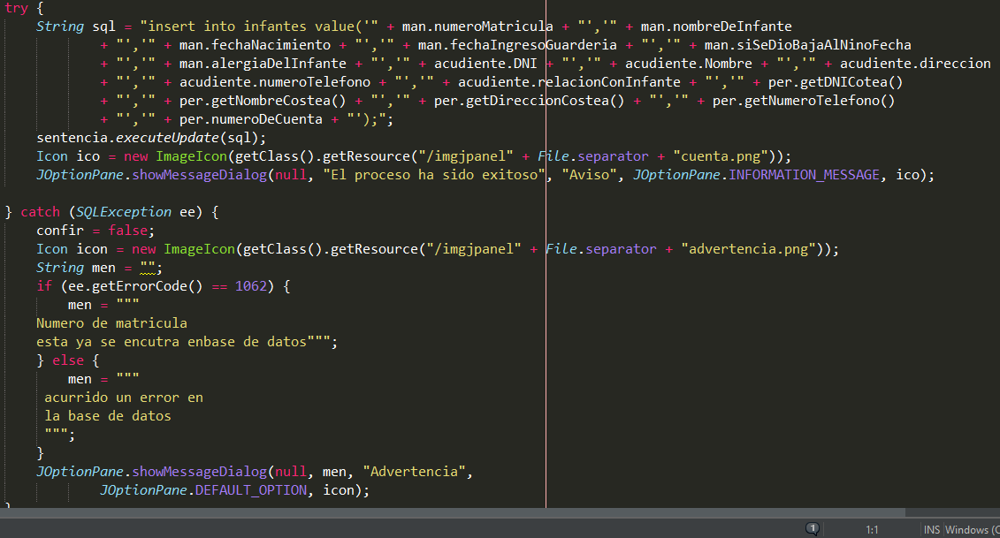 try {
String sql = "insert into infantes value('" + man.numeroMatricula + "','" + man.nombreDeInfante
+ "','" + man.fechaNacimiento + "','" + man.fechaIngresoGuarderia + "','" + man.siSeDioBajaAlNinoFecha
+ "','" + man.alergiaDelInfante + "','" + acudiente.DNI + "','" + acudiente.Nombre + "','" + acudiente.direccion
+ "','" + acudiente.numeroTelefono + "','" + acudiente.relacionConInfante + "','" + per.getDNICotea()
+ "','" + per.getNombreCostea() + "','" + per.getDireccionCostea() + "','" + per.getNumeroTelefono()
+ "','" + per.numeroDeCuenta + "');";
sentencia.executeUpdate(sql);
Icon ico = new ImageIcon(getClass().getResource("/imgjpanel" + File.separator + "cuenta.png"));
JOptionPane.showMessageDialog(null, "El proceso ha sido exitoso", "Aviso", JOptionPane.INFORMATION_MESSAGE, ico);
} catch (SQLException ee) {
confir = false;
Icon icon = new ImageIcon(getClass().getResource("/imgjpanel" + File.separator + "advertencia.png"));
String men = "";
if (ee.getErrorCode() == 1062) {
men = """
Numero de matricula
esta ya se encutra enbase de datos""";
} else {
men = """
acurrido un error en
la base de datos
""";
}
JOptionPane.showMessageDialog(null, men, "Advertencia",
JOptionPane.DEFAULT_OPTION, icon);
}
1 1:1 INS Windows (C